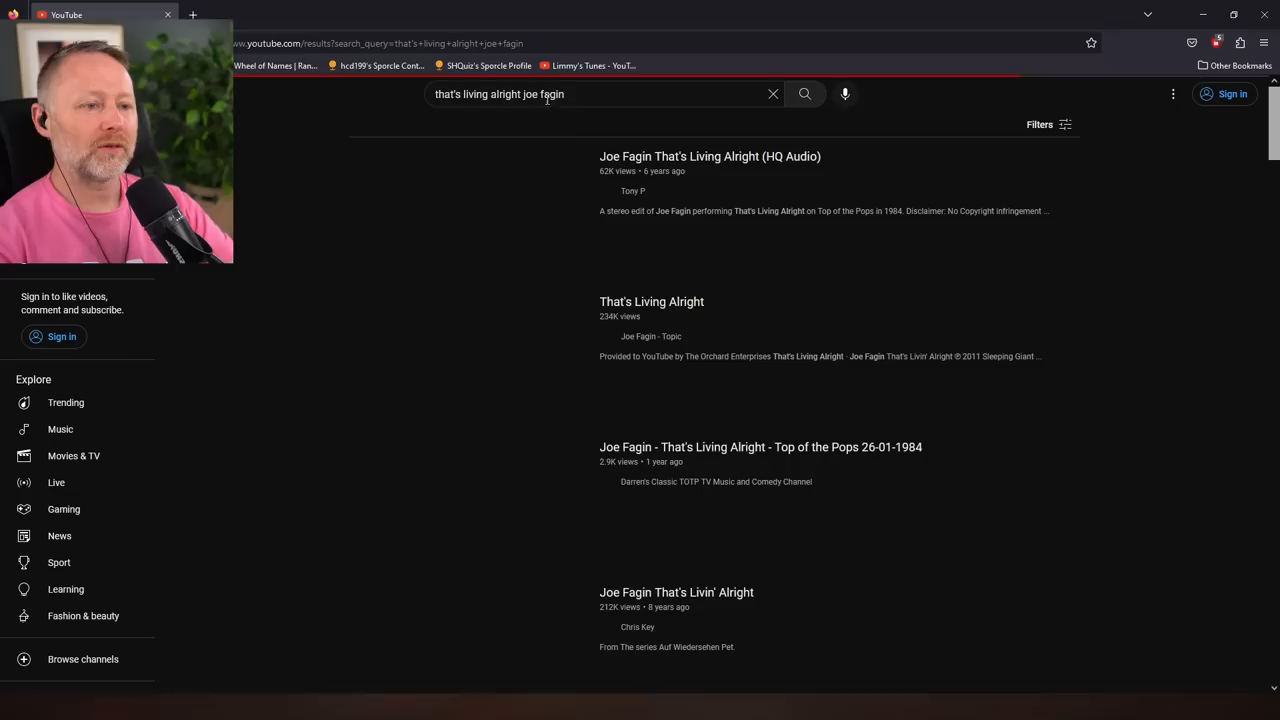 YouTube
5
ww.youtube.com/results?search_query=that's+living+alright+joe+fagin
Wheel of Names | Ran...
hcd199's Sporcle Cont...
SHQuiz's Sporcle Profile
Limmy's Tunes - YouT...
Other Bookmarks
that's living alright joe fagin
Sign in
Filters
Joe Fagin That's Living Alright (HQ Audio)
62K views • 6 years ago
Tony P
A stereo edit of Joe Fagin performing That's Living Alright on Top of the Pops in 1984. Disclaimer: No Copyright infringement ...
That's Living Alright
234K views
Joe Fagin - Topic
Provided to YouTube by The Orchard Enterprises That's Living Alright · Joe Fagin That's Livin' Alright ℗ 2011 Sleeping Giant ...
Joe Fagin - That's Living Alright - Top of the Pops 26-01-1984
2.9K views • 1 year ago
Darren's Classic TOTP TV Music and Comedy Channel
Joe Fagin That's Livin' Alright
212K views • 8 years ago
Chris Key
From The series Auf Wiedersehen Pet.
Sign in to like videos,
comment and subscribe.
Sign in
Explore
Trending
Music
Movies & TV
Live
Gaming
News
Sport
Learning
Fashion & beauty
Browse channels